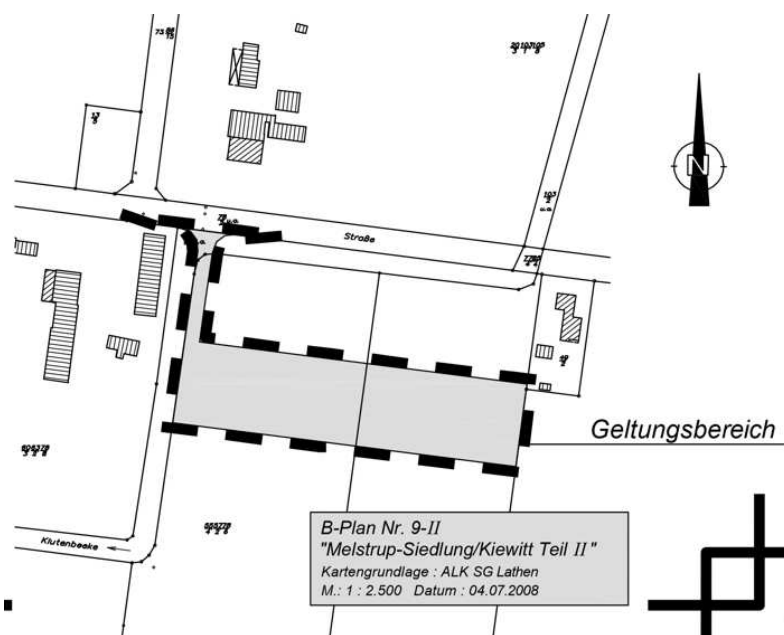 N
Straße
Geltungsbereich
Klutenbeeke
B-Plan Nr. 9-II
"Melstrup-Siedlung/Kiewitt Teil II"
Kartengrundlage : ALK SG Lathen
M.: 1 : 2.500 Datum : 04.07.2008